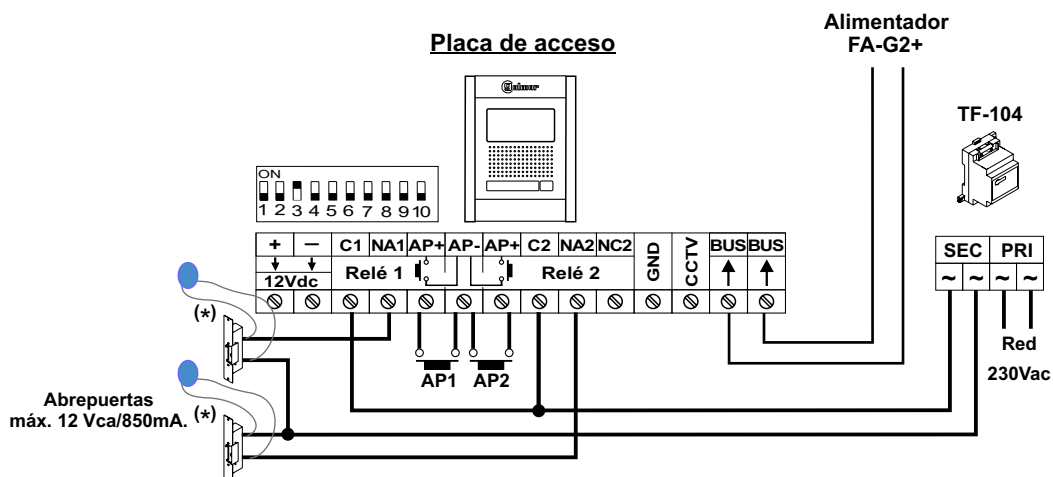 Alimentador
FA-G2+
Placa de acceso
Golmar
TF-104
ON
1 2 3 4 5 6 7 8 9 10
+ − C1 NA1 AP+ AP- AP+ C2 NA2 NC2 GND CCTV BUS BUS
12Vdc Relé 1 Relé 2
SEC PRI
~ ~ ~ ~
(*)
AP1 AP2
Red
230Vac
Abrepuertas
máx. 12 Vca/850mA. (*)